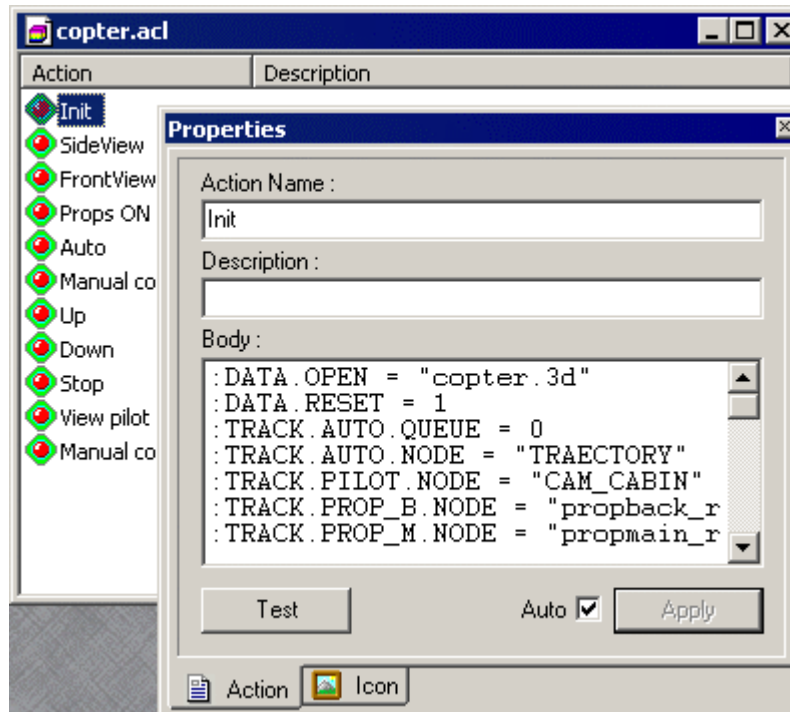 copter.acl
Action Description
Init
SideView
FrontView
Props ON
Auto
Manual co
Up
Down
Stop
View pilot
Manual co
Properties
Action Name :
Init
Description :
Body :
:DATA.OPEN = "copter.3d"
:DATA.RESET = 1
:TRACK.AUTO.QUEUE = 0
:TRACK.AUTO.NODE = "TRAECTORY"
:TRACK.PILOT.NODE = "CAM_CABIN"
:TRACK.PROP_B.NODE = "propback_r
:TRACK.PROP_M.NODE = "propmain_r
Test Auto Apply
Action Icon